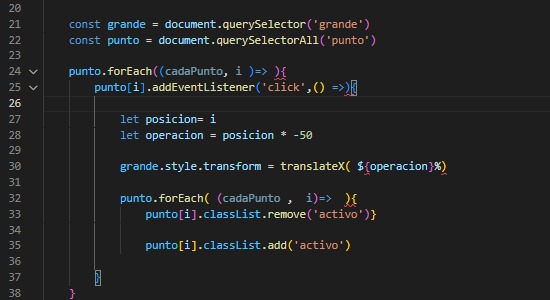 20
21 const grande = document.querySelector('grande')
22 const punto = document.querySelectorAll('punto')
23
24 punto.forEach((cadaPunto, i )=> ){
25 punto[i].addEventListener('click',() =>){
26
27 let posicion= i
28 let operacion = posicion * -50
29
30 grande.style.transform = translateX( ${operacion}%)
31
32 punto.forEach( (cadaPunto , i)=> ){
33 punto[i].classList.remove('activo')}
34
35 punto[i].classList.add('activo')
36
37 }
38 }